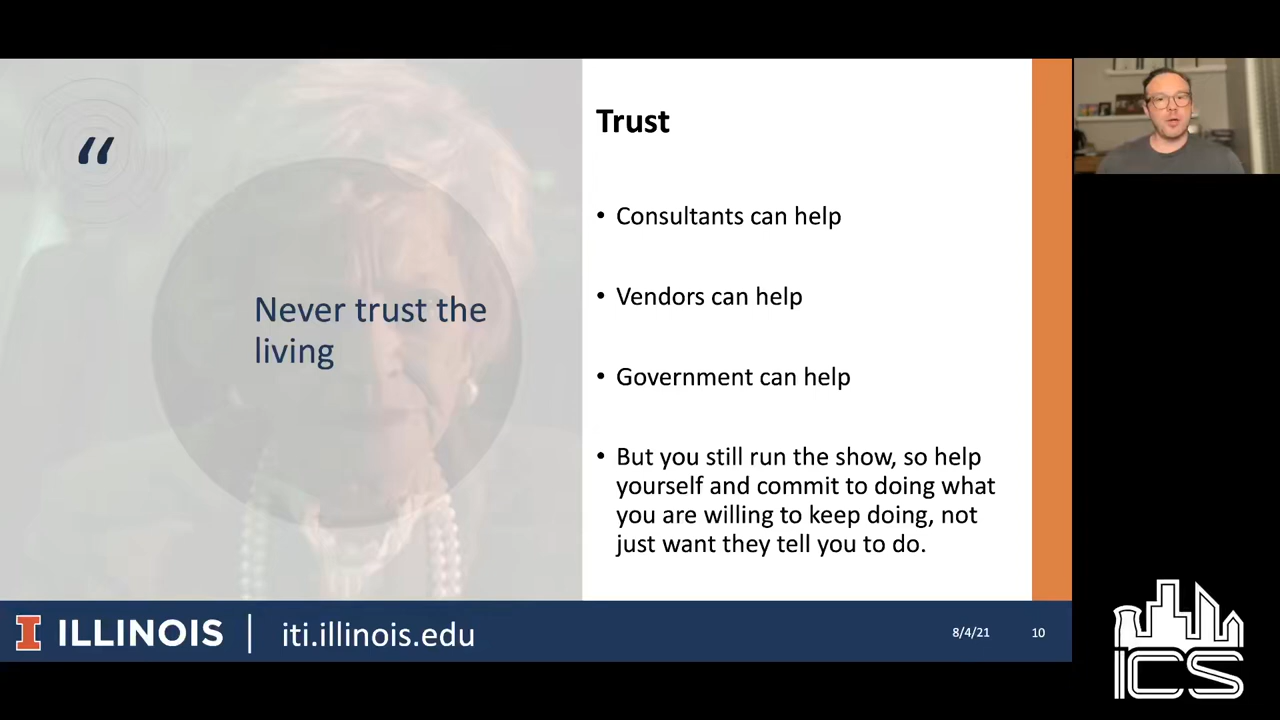 “
Never trust the
living
Trust
• Consultants can help
• Vendors can help
• Government can help
• But you still run the show, so help
yourself and commit to doing what
you are willing to keep doing, not
just want they tell you to do.
I ILLINOIS | iti.illinois.edu
8/4/21
10
ICS